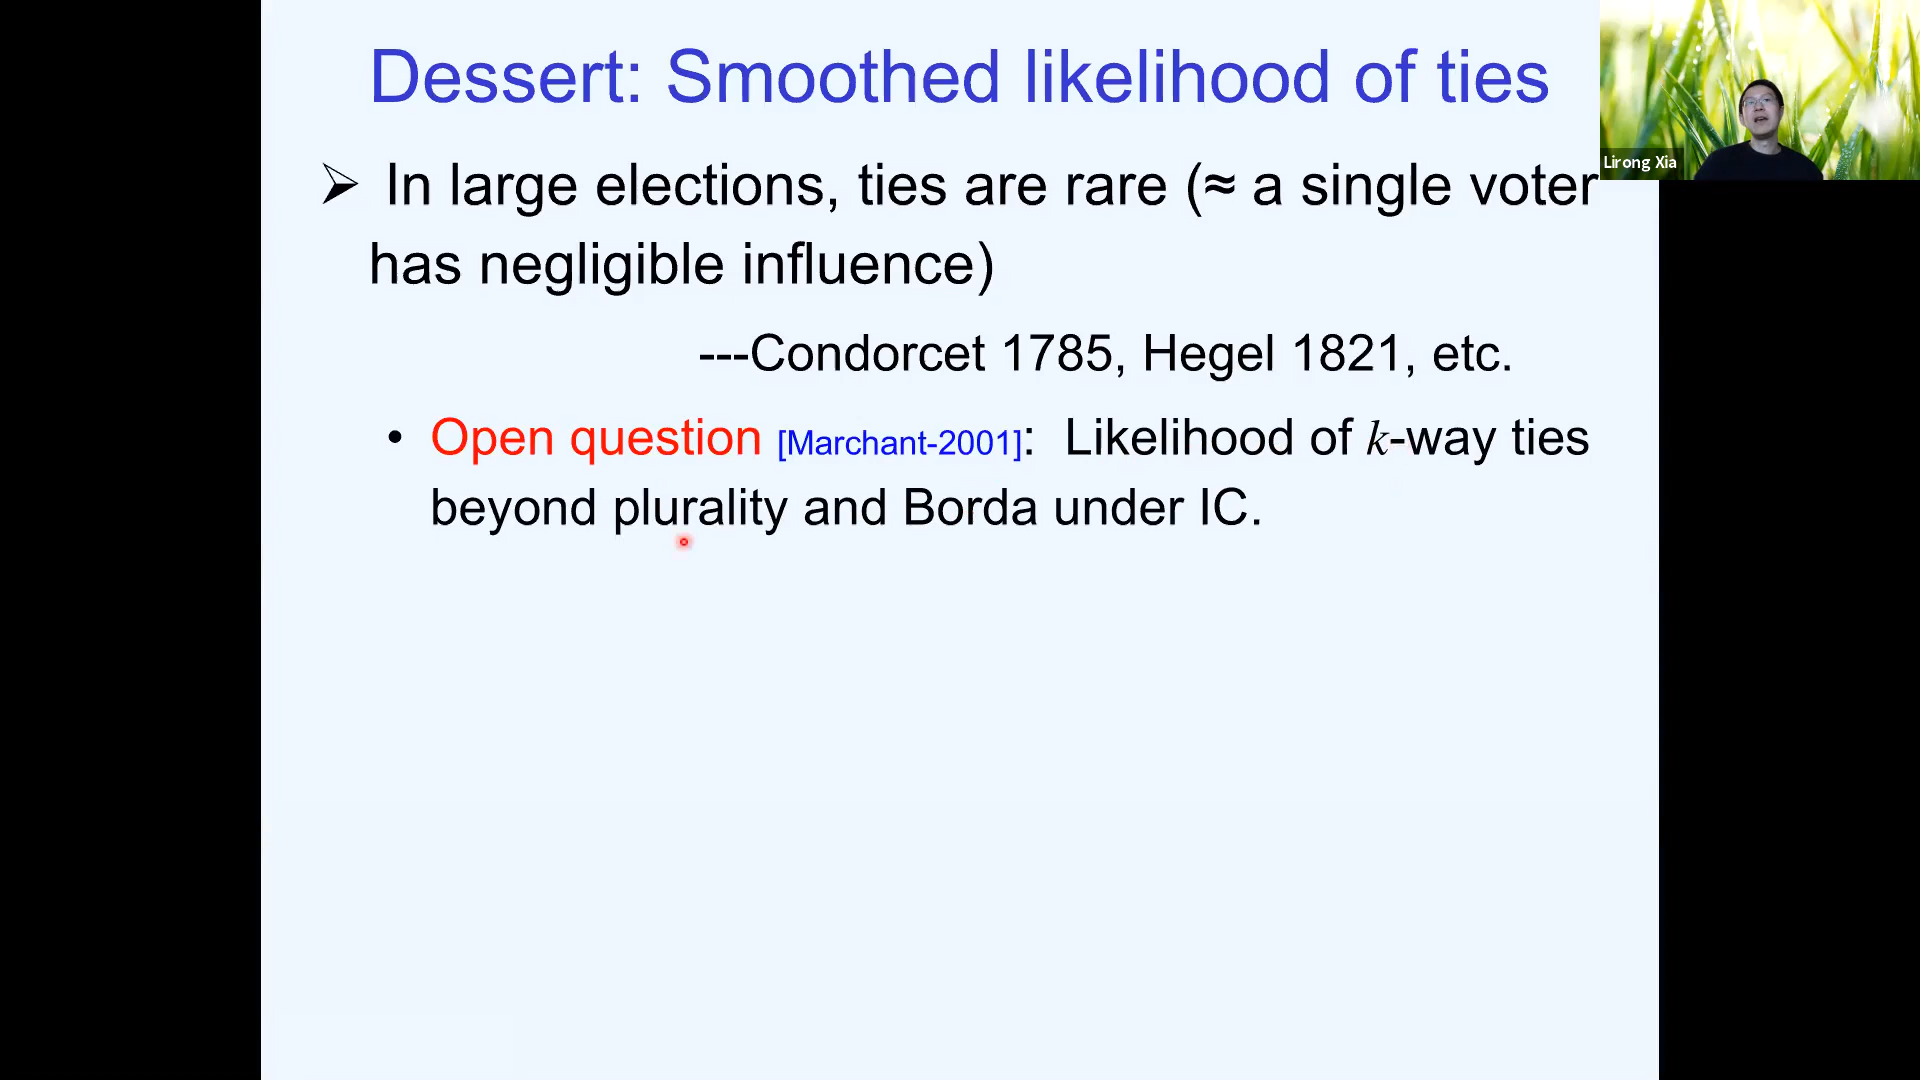 Dessert: Smoothed likelihood of ties
➢ In large elections, ties are rare (≈ a single voter
has negligible influence)
---Condorcet 1785, Hegel 1821, etc.
• Open question [Marchant-2001]: Likelihood of k-way ties
beyond plurality and Borda under IC.
Lirong Xia